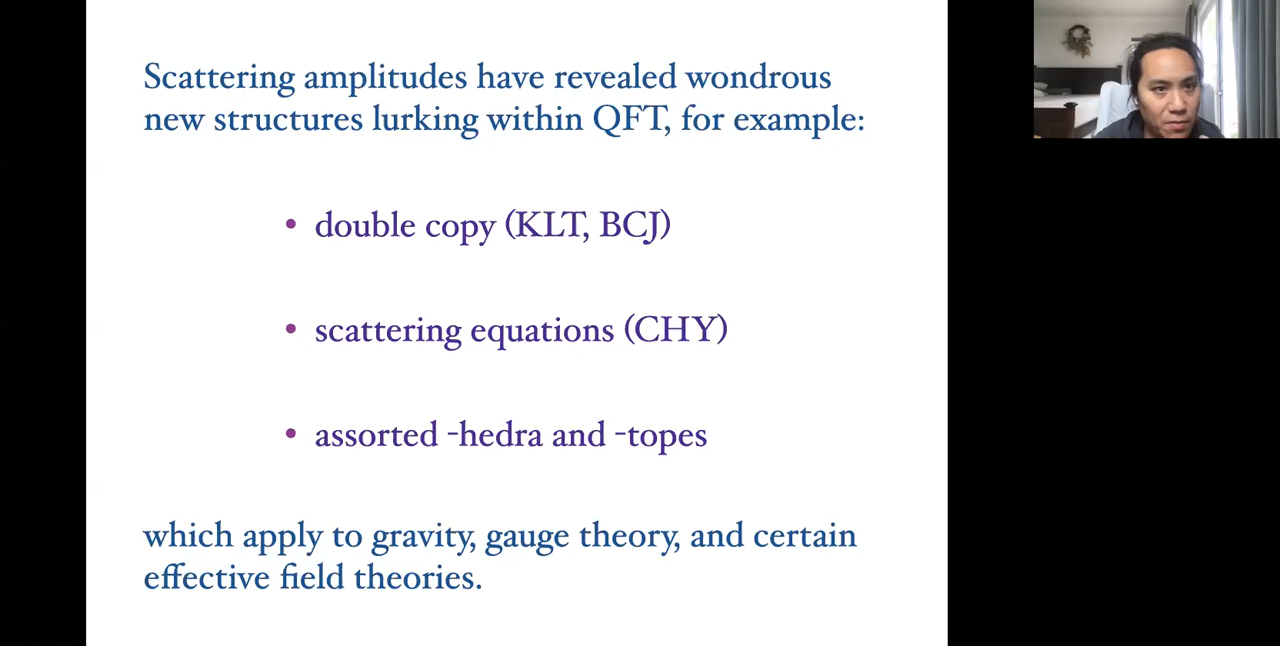 Scattering amplitudes have revealed wondrous
new structures lurking within QFT, for example:
• double copy (KLT, BCJ)
• scattering equations (CHY)
• assorted -hedra and -topes
which apply to gravity, gauge theory, and certain
effective field theories.